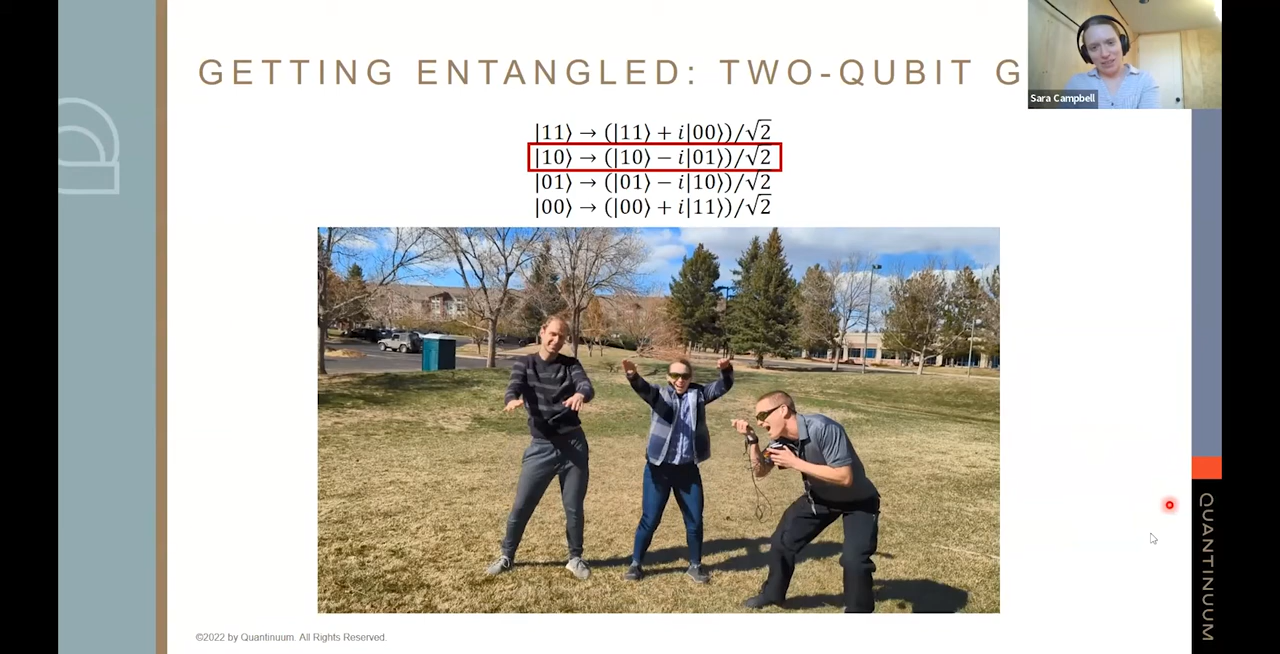 GETTING ENTANGLED: TWO-QUBIT G
Sara Campbell
|11⟩ → (|11⟩ + i|00⟩)/√2
|10⟩ → (|10⟩ − i|01⟩)/√2
|01⟩ → (|01⟩ − i|10⟩)/√2
|00⟩ → (|00⟩ + i|11⟩)/√2
QUANTINUUM
©2022 by Quantinuum. All Rights Reserved.